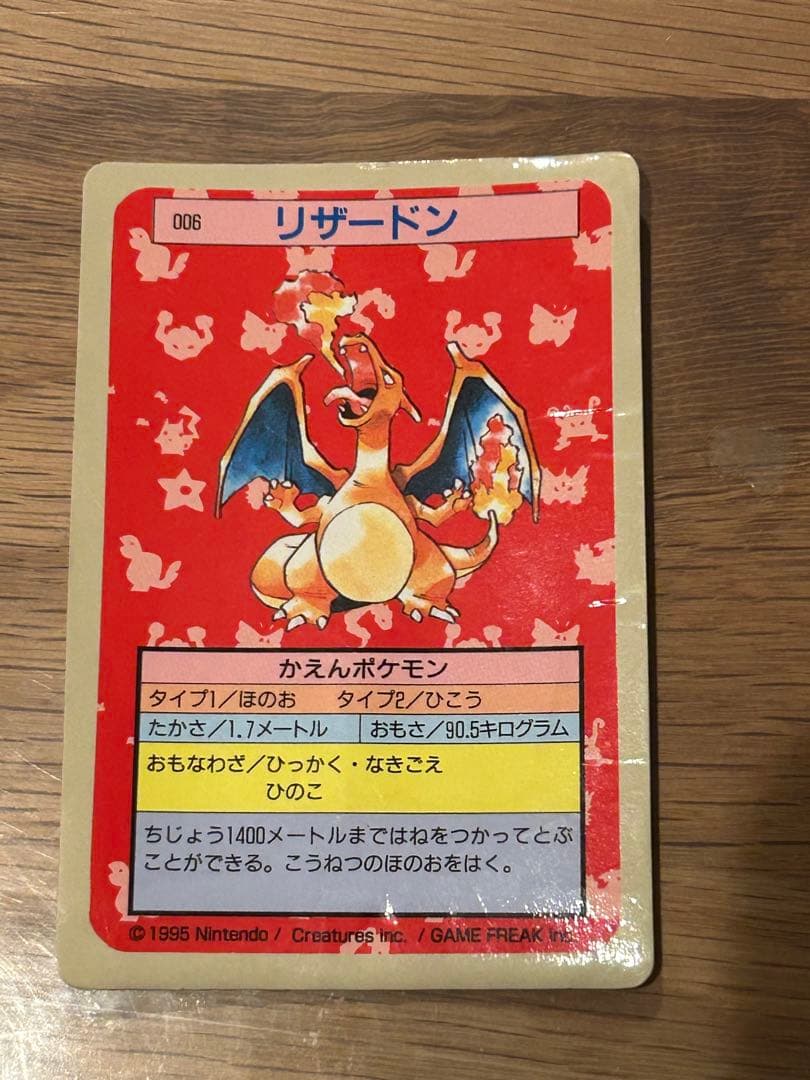 006 リザードン
かえんポケモン
タイプ1/ほのお タイプ2/ひこう
たかさ/1.7メートル おもさ/90.5キログラム
おもなわざ/ひっかく・なきごえ
ひのこ
ちじょう1400メートルまではねをつかってとぶ
ことができる。こうねつのほのおをはく。
©1995 Nintendo / Creatures inc. / GAME FREAK inc.